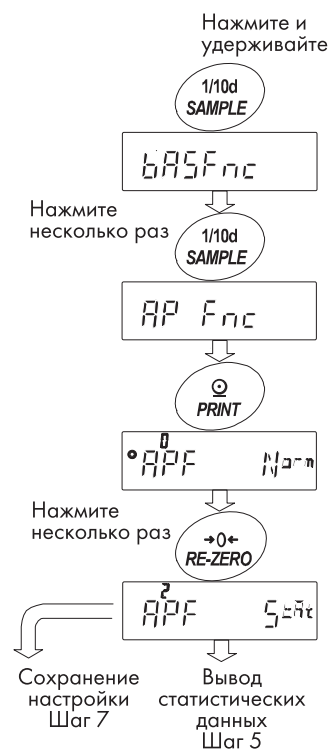 Нажмите и
удерживайте
1/10d
SAMPLE
bASFnc
Нажмите
несколько раз
1/10d
SAMPLE
AP Fnc
PRINT
0
APF Norm
Нажмите
несколько раз
→0←
RE-ZERO
2
APF StAt
Сохранение
настройки
Шаг 7
Вывод
статистических
данных
Шаг 5